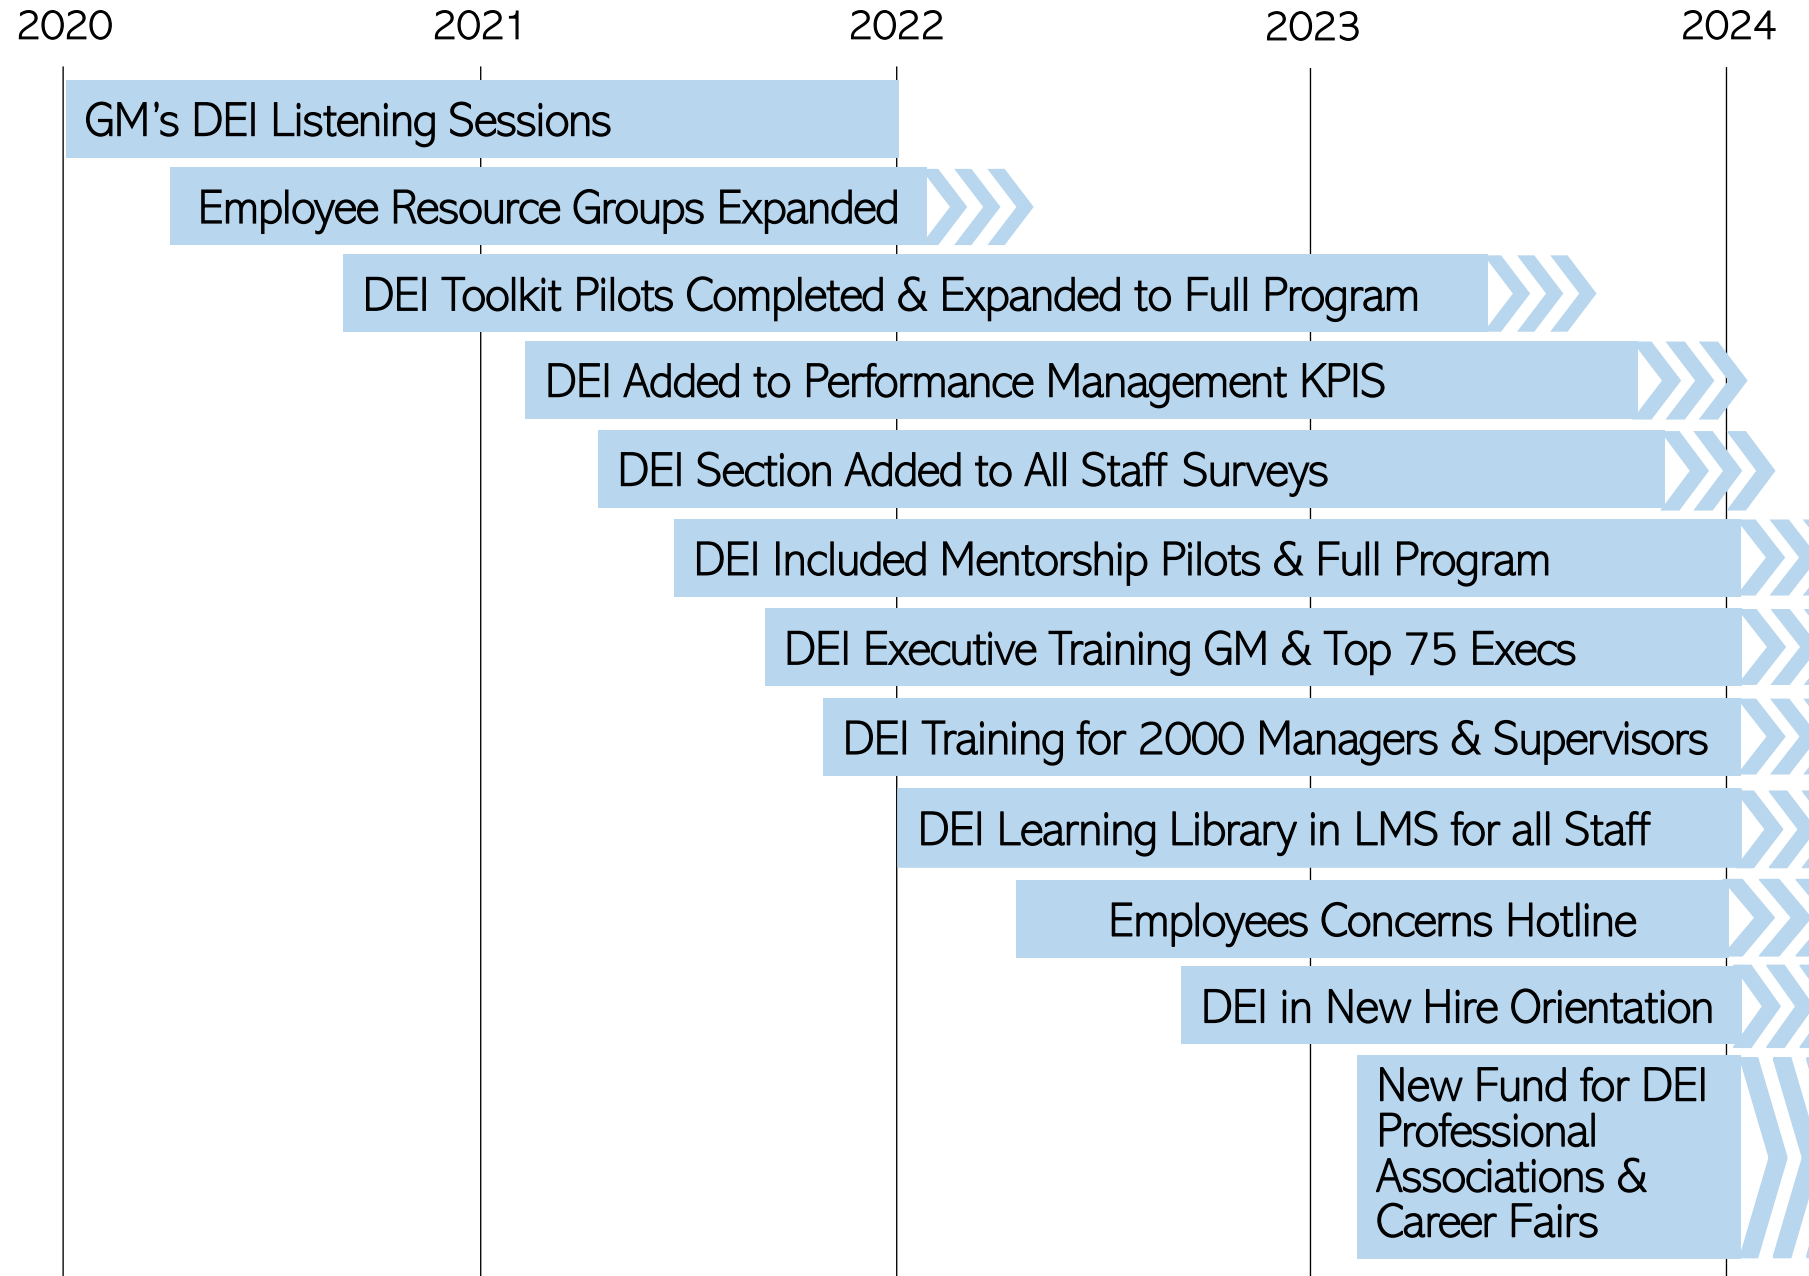 2020 2021 2022 2023 2024
GM’s DEI Listening Sessions
Employee Resource Groups Expanded
DEI Toolkit Pilots Completed & Expanded to Full Program
DEI Added to Performance Management KPIS
DEI Section Added to All Staff Surveys
DEI Included Mentorship Pilots & Full Program
DEI Executive Training GM & Top 75 Execs
DEI Training for 2000 Managers & Supervisors
DEI Learning Library in LMS for all Staff
Employees Concerns Hotline
DEI in New Hire Orientation
New Fund for DEI
Professional
Associations &
Career Fairs